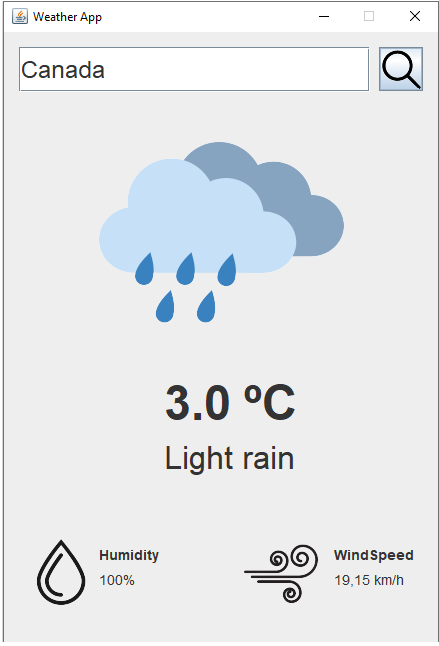 Weather App
Canada
3.0 ºC
Light rain
Humidity
100%
WindSpeed
19,15 km/h